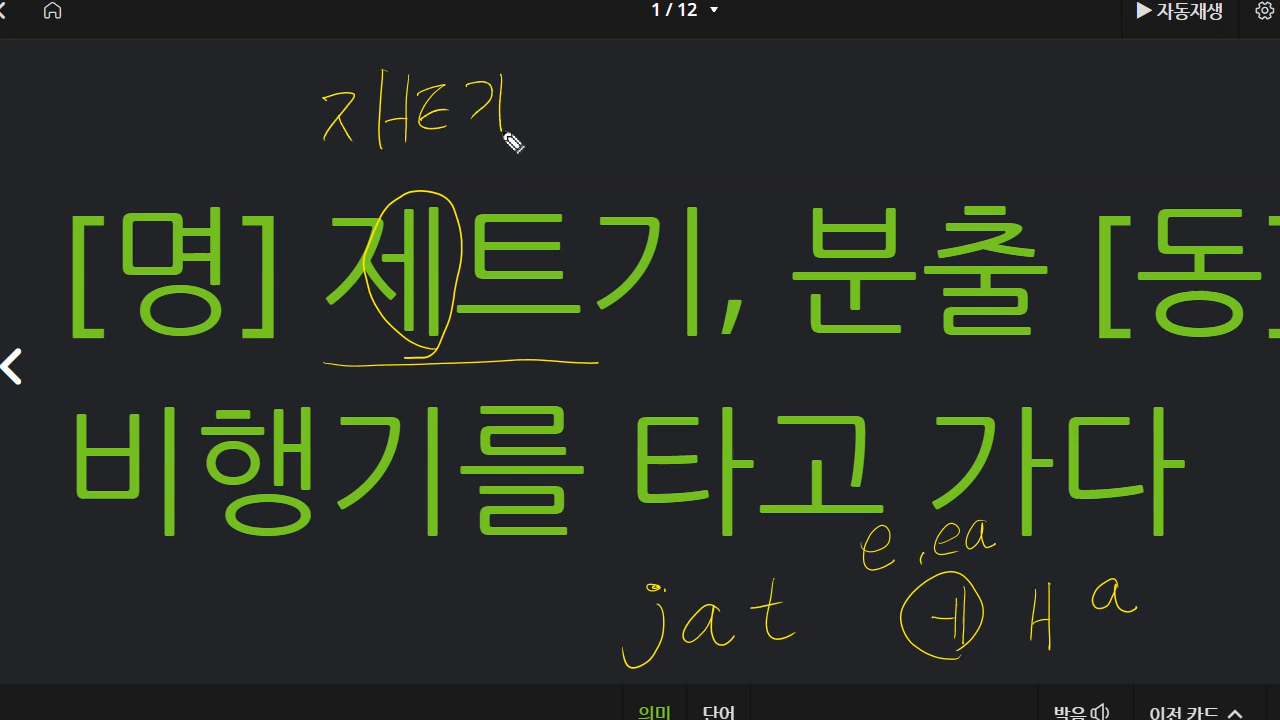 1 / 12
자동재생
재트기
[명] 제트기, 분출 [동]
비행기를 타고 가다
e, ea
jat ㅔ ㅐ a
의미 단어 발음 이전 카드